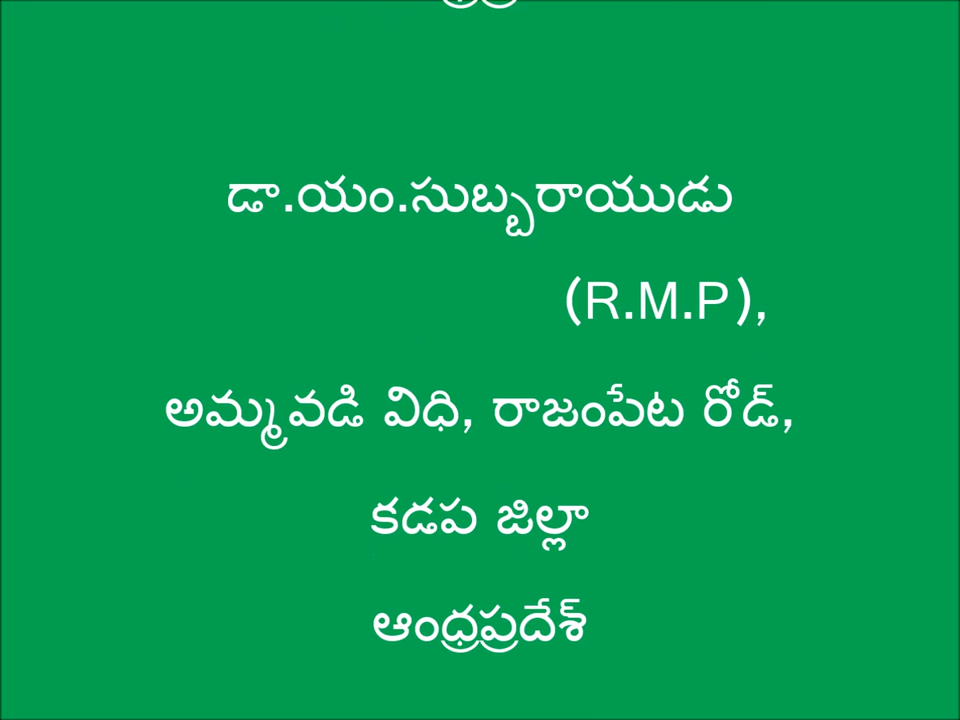 డా.యం.సుబ్బరాయుడు
(R.M.P),
అమ్మవడి విధి, రాజంపేట రోడ్,
కడప జిల్లా
ఆంధ్రప్రదేశ్